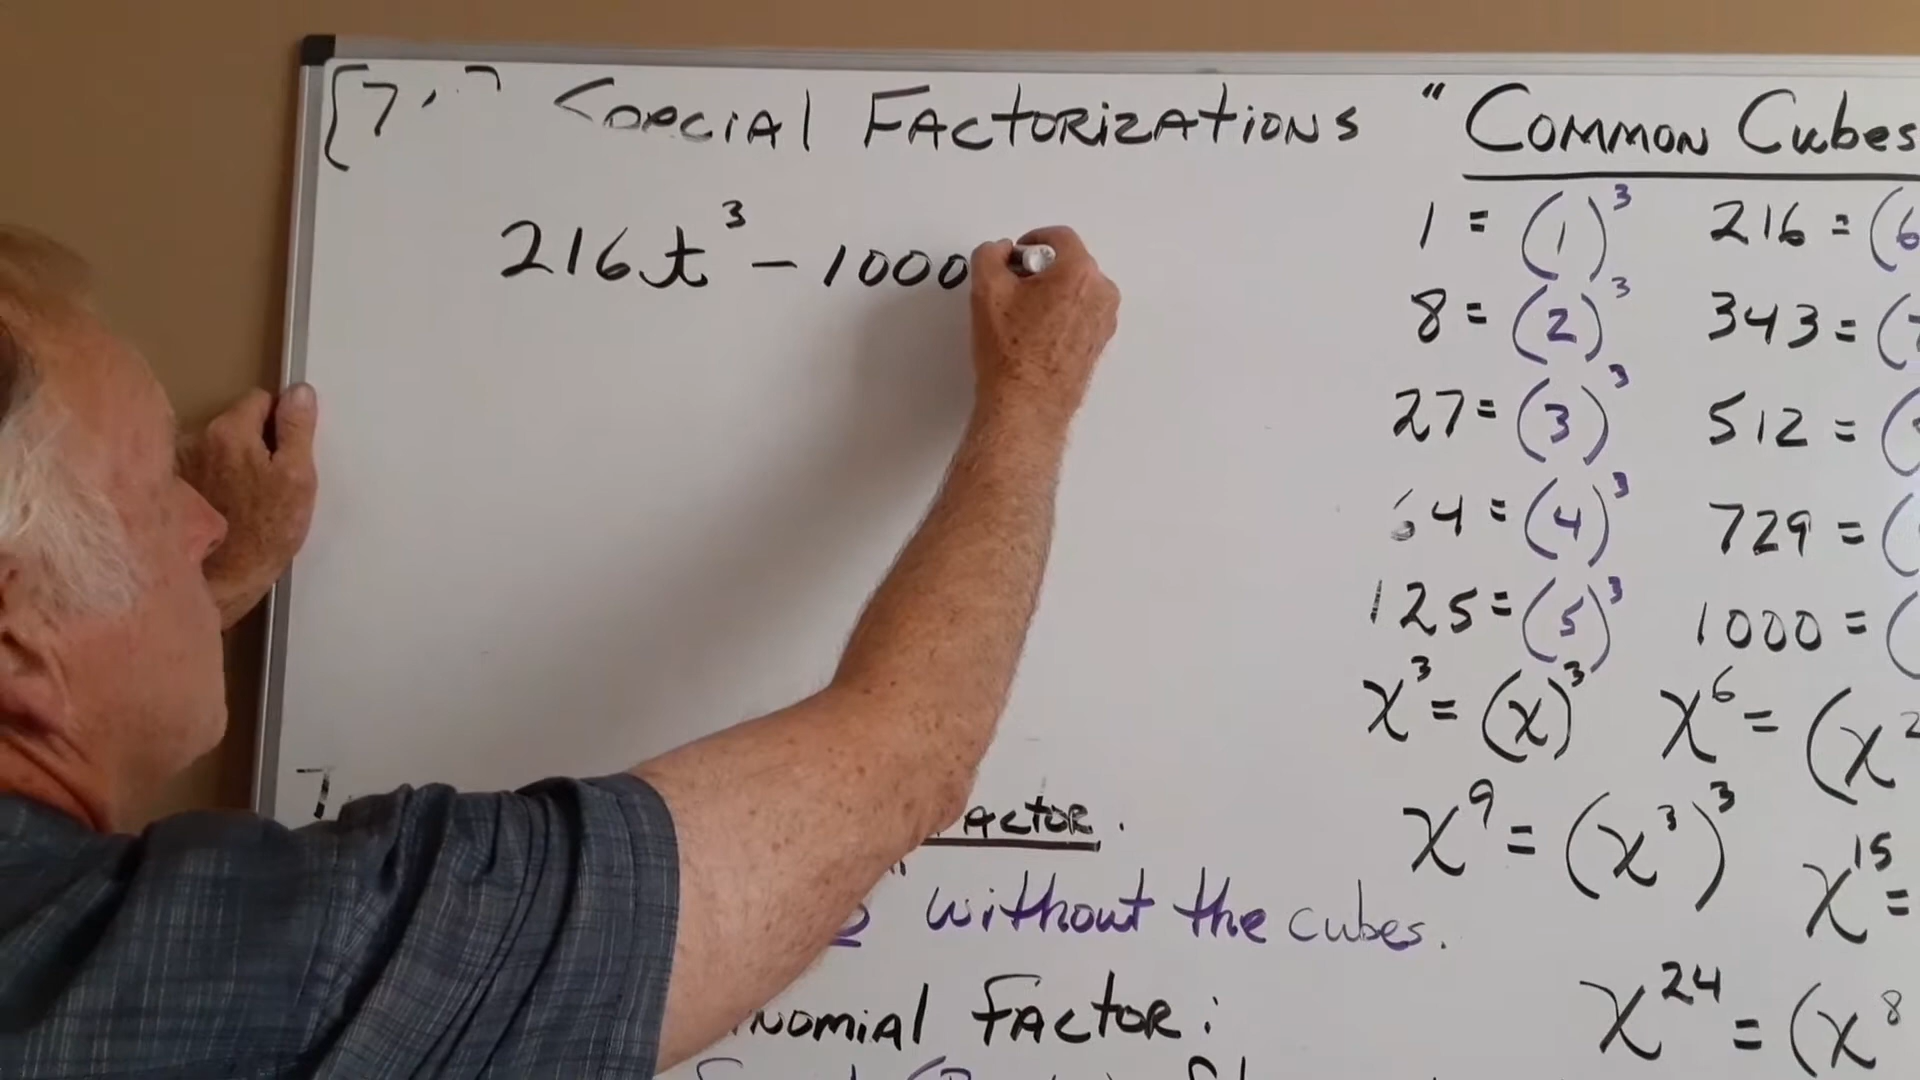 Special Factorizations
216t³ - 1000
"Common Cubes
1 = (1)³
216 = (6
8 = (2)³
343 = (7
27 = (3)³
512 = (
64 = (4)³
729 = (
125 = (5)³
1000 = (
x³ = (x)³
x⁶ = (x²
x⁹ = (x³)³
x¹⁵ =
x²⁴ = (x⁸
actor.
without the cubes.
nomial Factor: